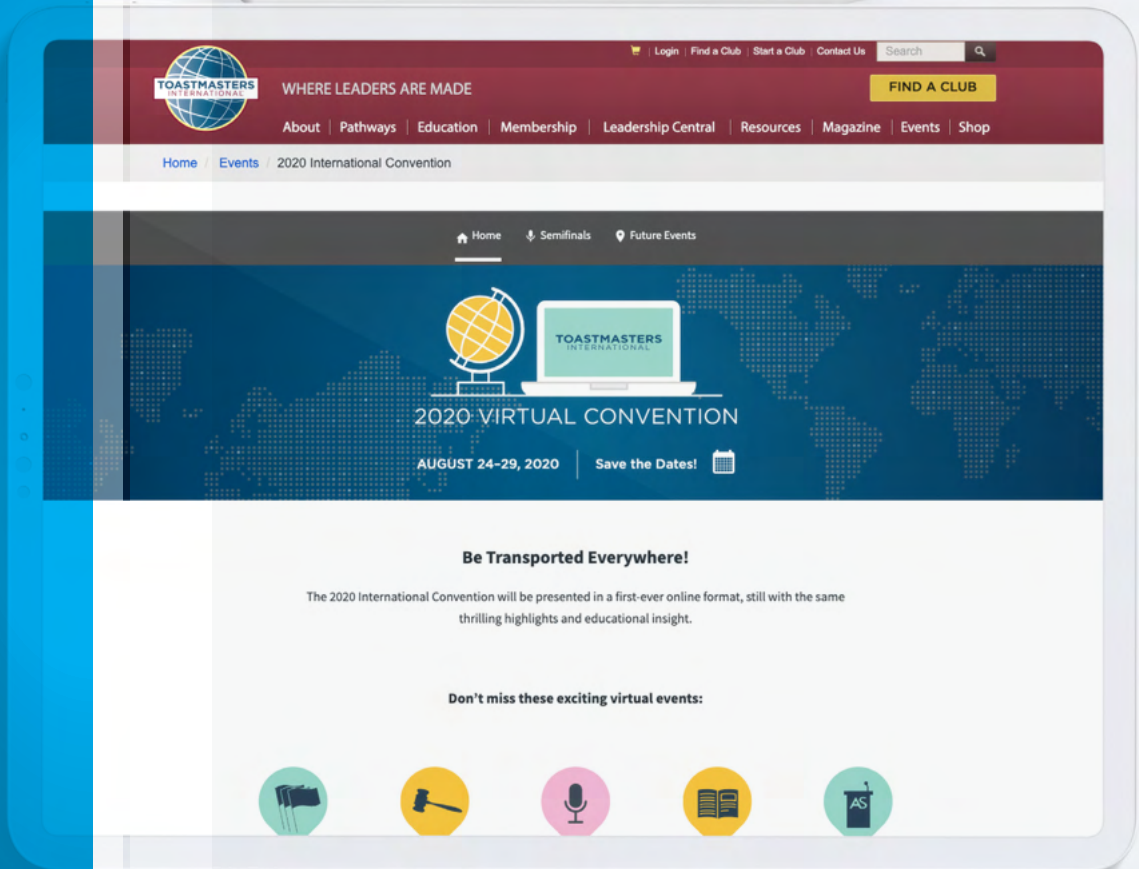 Login | Find a Club | Start a Club | Contact Us Search
TOASTMASTERS
INTERNATIONAL
WHERE LEADERS ARE MADE
FIND A CLUB
About | Pathways | Education | Membership | Leadership Central | Resources | Magazine | Events | Shop
Home / Events / 2020 International Convention
Home Semifinals Future Events
TOASTMASTERS
INTERNATIONAL
2020 VIRTUAL CONVENTION
AUGUST 24–29, 2020 | Save the Dates!
Be Transported Everywhere!
The 2020 International Convention will be presented in a first-ever online format, still with the same
thrilling highlights and educational insight.
Don't miss these exciting virtual events:
AS